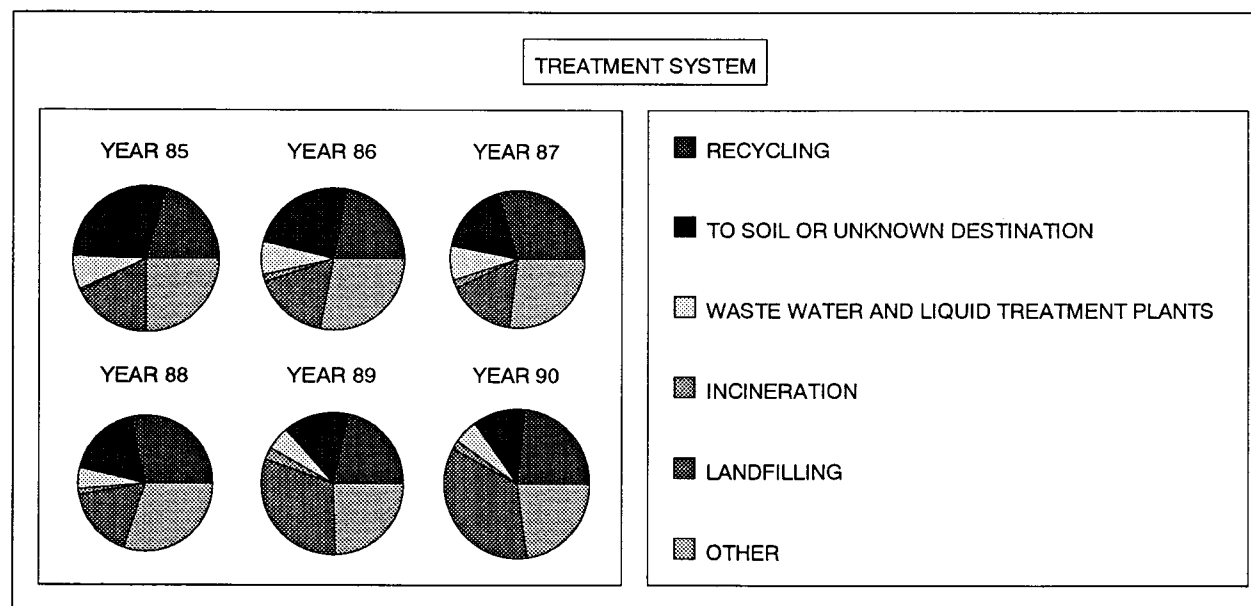 TREATMENT SYSTEM
YEAR 85
YEAR 86
YEAR 87
YEAR 88
YEAR 89
YEAR 90
RECYCLING
TO SOIL OR UNKNOWN DESTINATION
WASTE WATER AND LIQUID TREATMENT PLANTS
INCINERATION
LANDFILLING
OTHER